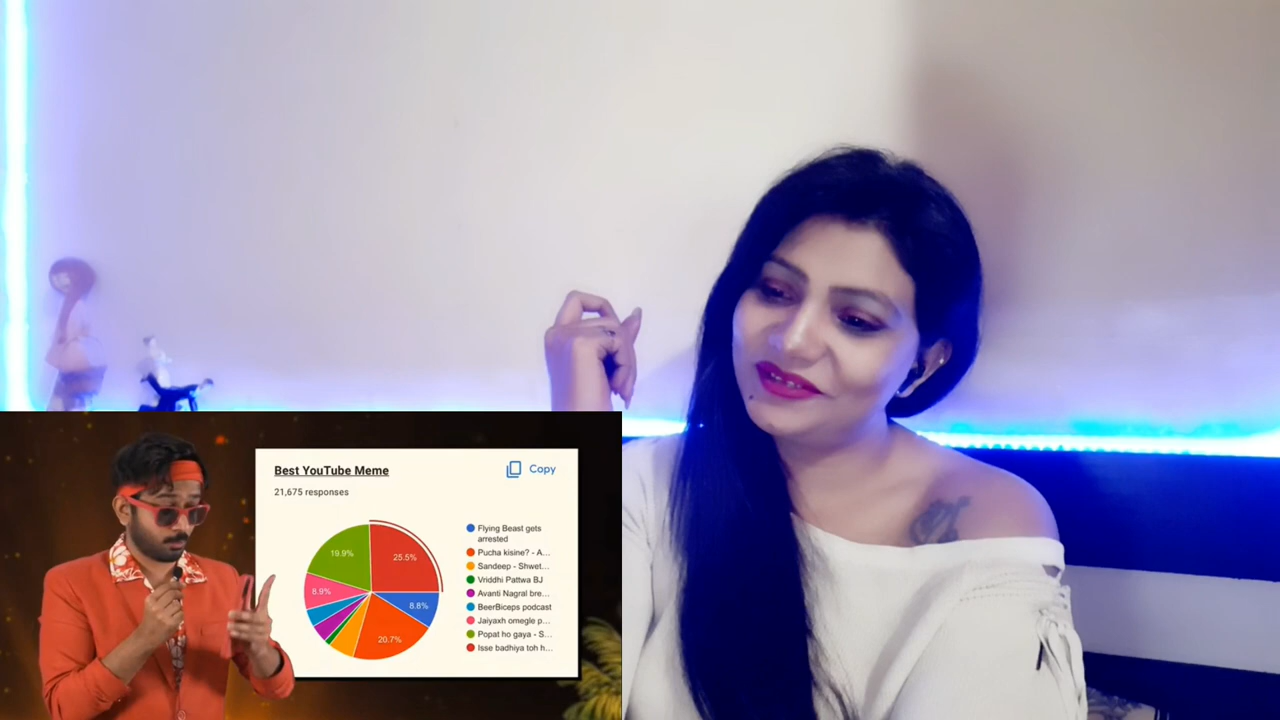 Best YouTube Meme
Copy
21,675 responses
19.9%
25.5%
8.9%
8.8%
20.7%
Flying Beast gets
arrested
Pucha kisine? - A...
Sandeep - Shwet...
Vriddhi Pattwa BJ
Avanti Nagral bre...
BeerBiceps podcast
Jaiyaxh omegle p...
Popat ho gaya - S...
Isse badhiya toh h...